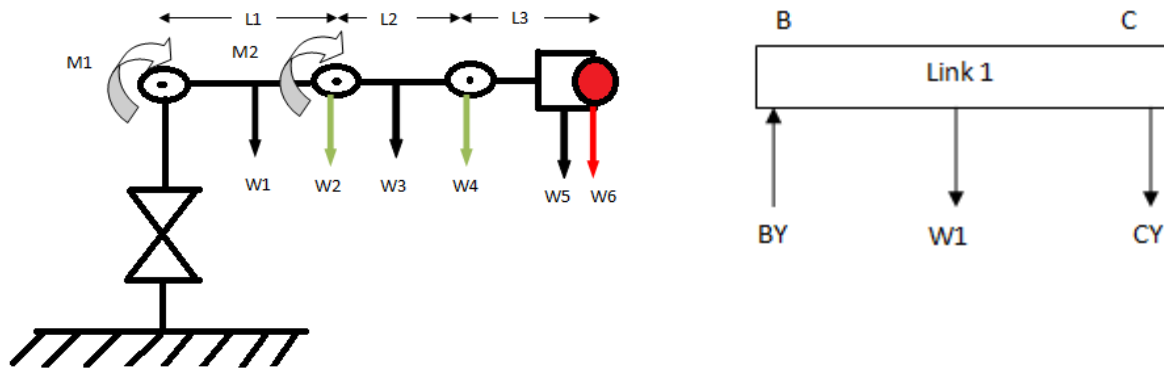 L1 L2 L3
M1 M2
W1 W2 W3 W4 W5 W6
B C
Link 1
BY W1 CY